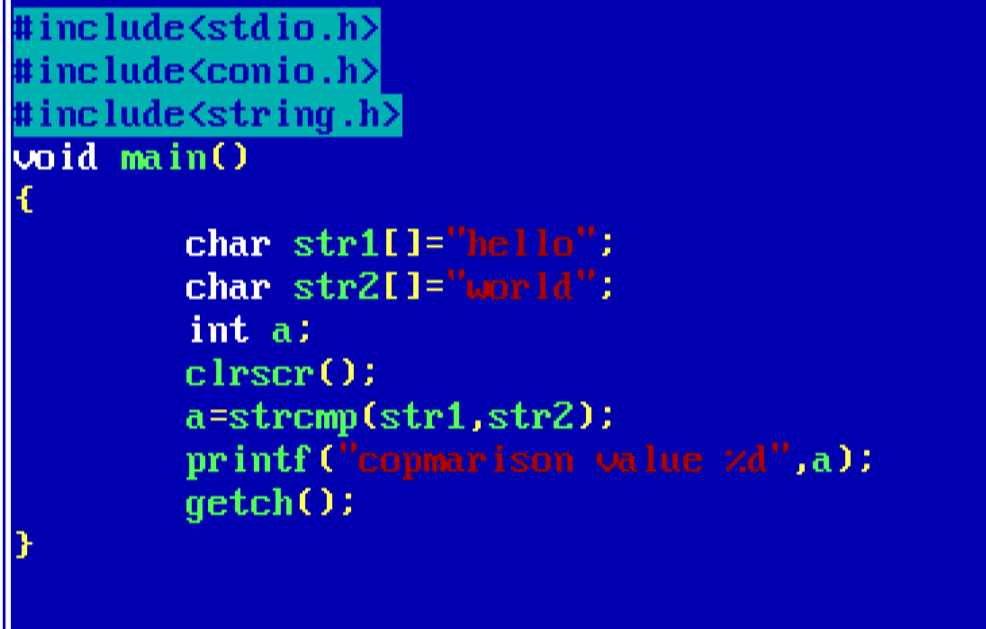 #include<stdio.h>
#include<conio.h>
#include<string.h>
void main()
{
char str1[]="hello";
char str2[]="world";
int a;
clrscr();
a=strcmp(str1,str2);
printf("copmarison value %d",a);
getch();
}